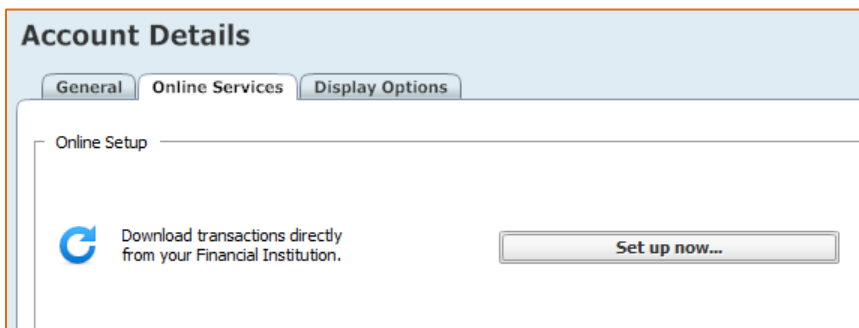 Account Details
General Online Services Display Options
Online Setup
Download transactions directly
from your Financial Institution.
Set up now...